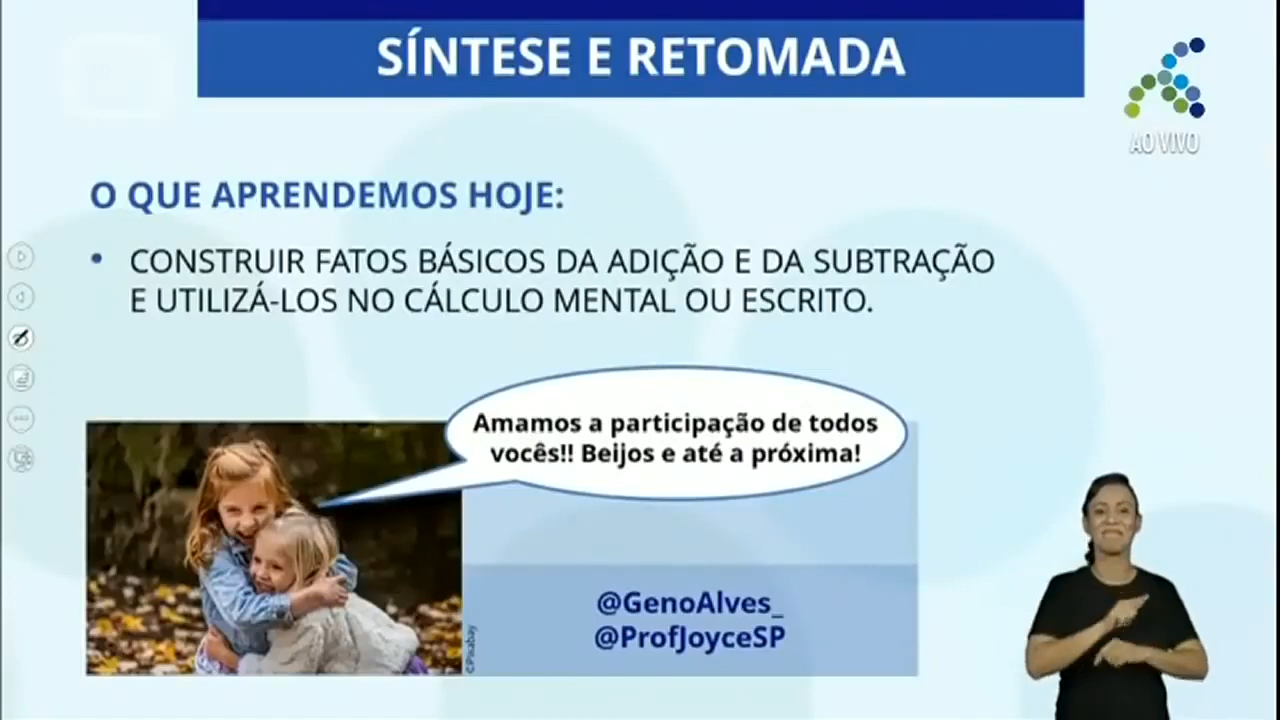 SÍNTESE E RETOMADA
AO VIVO
O QUE APRENDEMOS HOJE:
• CONSTRUIR FATOS BÁSICOS DA ADIÇÃO E DA SUBTRAÇÃO
E UTILIZÁ-LOS NO CÁLCULO MENTAL OU ESCRITO.
Amamos a participação de todos
vocês!! Beijos e até a próxima!
@GenoAlves_
@ProfJoyceSP
©Pixabay